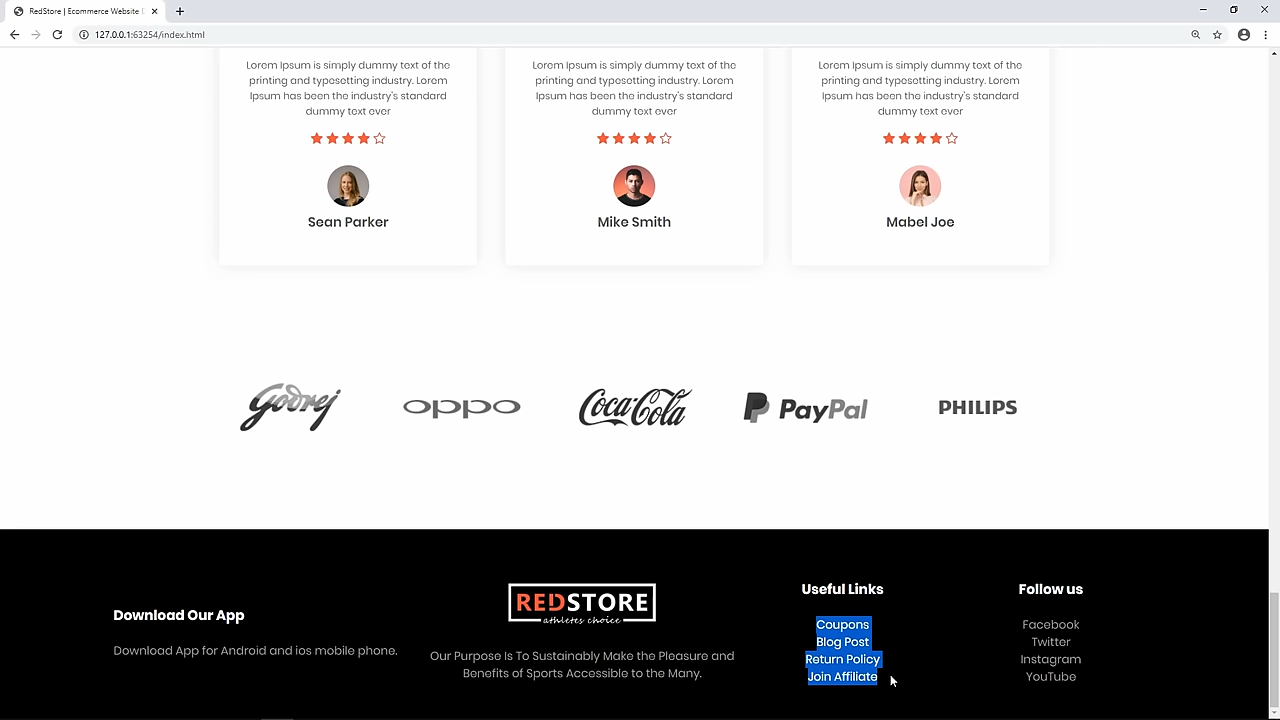 RedStore | Ecommerce Website D
127.0.0.1:63254/index.html
Lorem Ipsum is simply dummy text of the
printing and typesetting industry. Lorem
Ipsum has been the industry's standard
dummy text ever
Sean Parker
Lorem Ipsum is simply dummy text of the
printing and typesetting industry. Lorem
Ipsum has been the industry's standard
dummy text ever
Mike Smith
Lorem Ipsum is simply dummy text of the
printing and typesetting industry. Lorem
Ipsum has been the industry's standard
dummy text ever
Mabel Joe
Godrej
oppo
Coca-Cola
PayPal
PHILIPS
Download Our App
Download App for Android and ios mobile phone.
REDSTORE
athletes choice
Our Purpose Is To Sustainably Make the Pleasure and
Benefits of Sports Accessible to the Many.
Useful Links
Coupons
Blog Post
Return Policy
Join Affiliate
Follow us
Facebook
Twitter
Instagram
YouTube